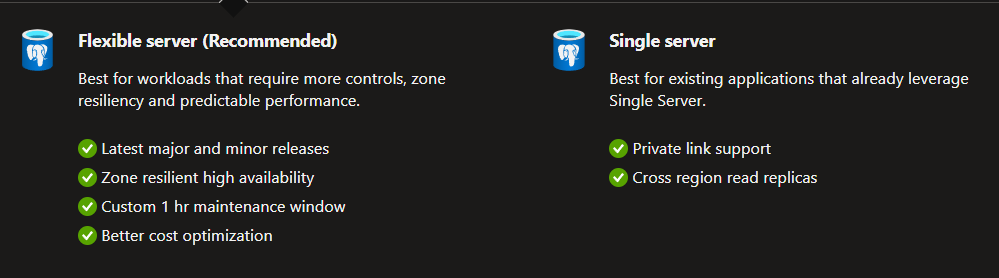 Flexible server (Recommended)
Best for workloads that require more controls, zone
resiliency and predictable performance.
Latest major and minor releases
Zone resilient high availability
Custom 1 hr maintenance window
Better cost optimization
Single server
Best for existing applications that already leverage
Single Server.
Private link support
Cross region read replicas